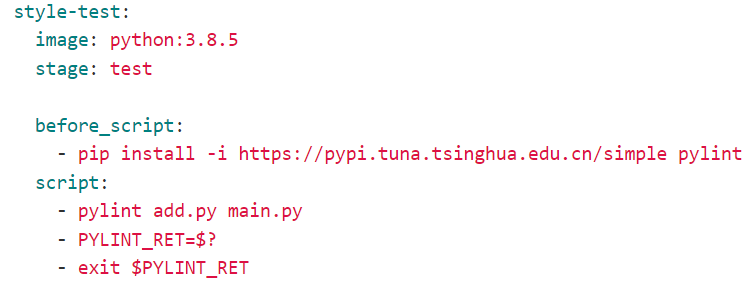 style-test:
image: python:3.8.5
stage: test
before_script:
- pip install -i https://pypi.tuna.tsinghua.edu.cn/simple pylint
script:
- pylint add.py main.py
- PYLINT_RET=$?
- exit $PYLINT_RET